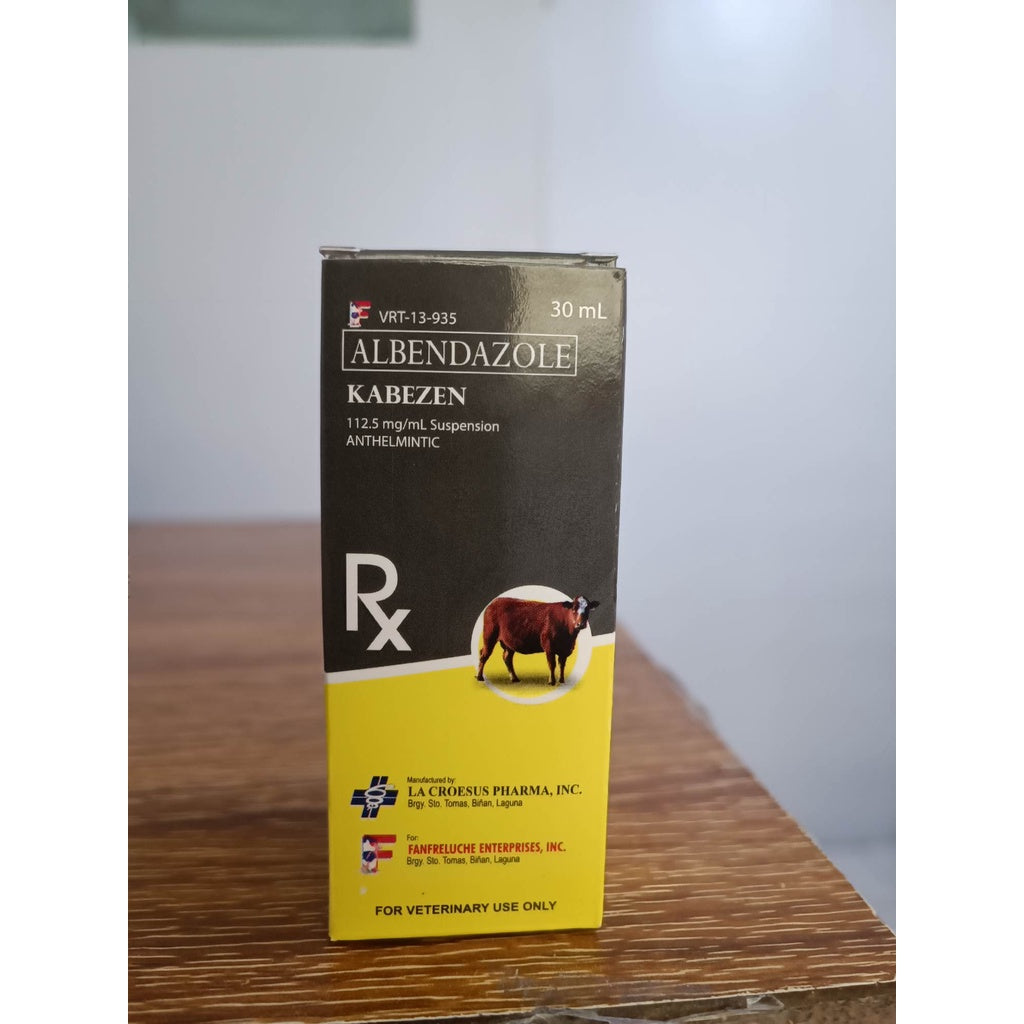 F VRT-13-935 30 mL
ALBENDAZOLE
KABEZEN
112.5 mg/mL Suspension
ANTHELMINTIC
Rx
Manufactured by:
LA CROESUS PHARMA, INC.
Brgy. Sto. Tomas, Biñan, Laguna
For:
F FANFRELUCHE ENTERPRISES, INC.
Brgy. Sto. Tomas, Biñan, Laguna
FOR VETERINARY USE ONLY